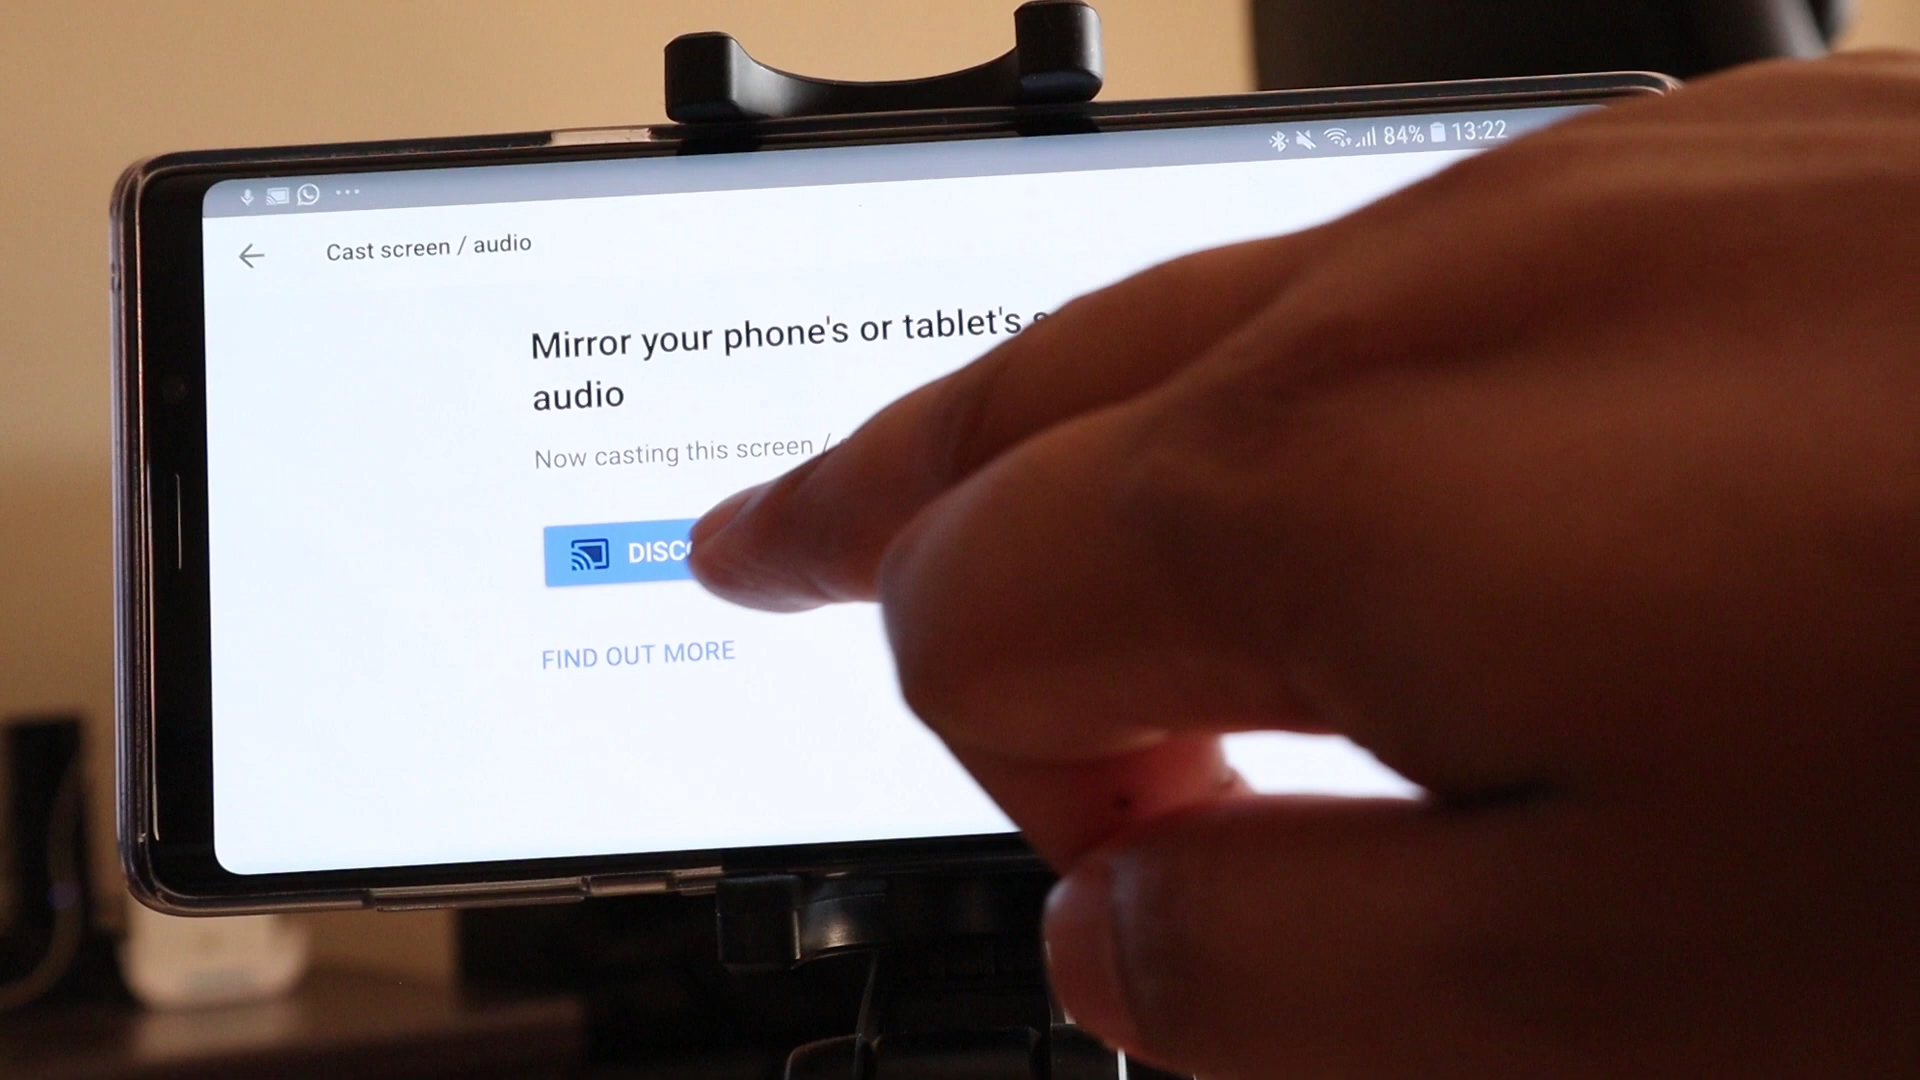 84% 13:22
Cast screen / audio
Mirror your phone's or tablet's
audio
Now casting this screen /
DISC
FIND OUT MORE